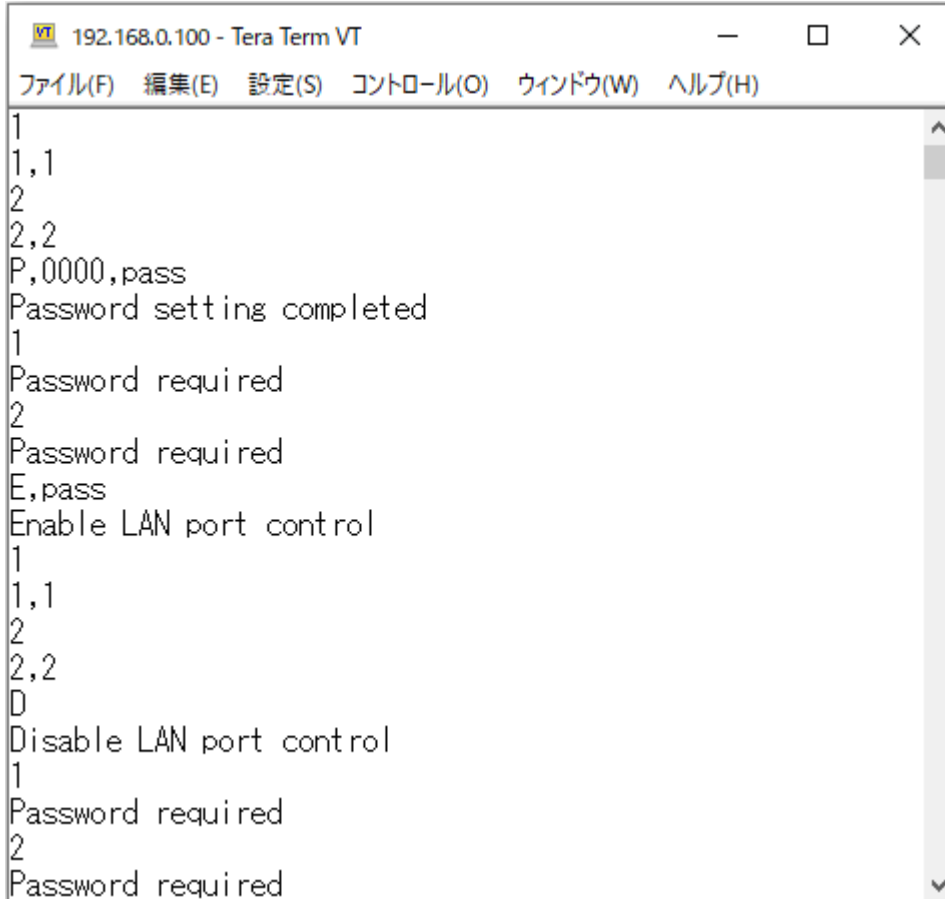 VT 192.168.0.100 - Tera Term VT
ファイル(F) 編集(E) 設定(S) コントロール(O) ウィンドウ(W) ヘルプ(H)
1
1,1
2
2,2
P,0000,pass
Password setting completed
1
Password required
2
Password required
E,pass
Enable LAN port control
1
1,1
2
2,2
D
Disable LAN port control
1
Password required
2
Password required